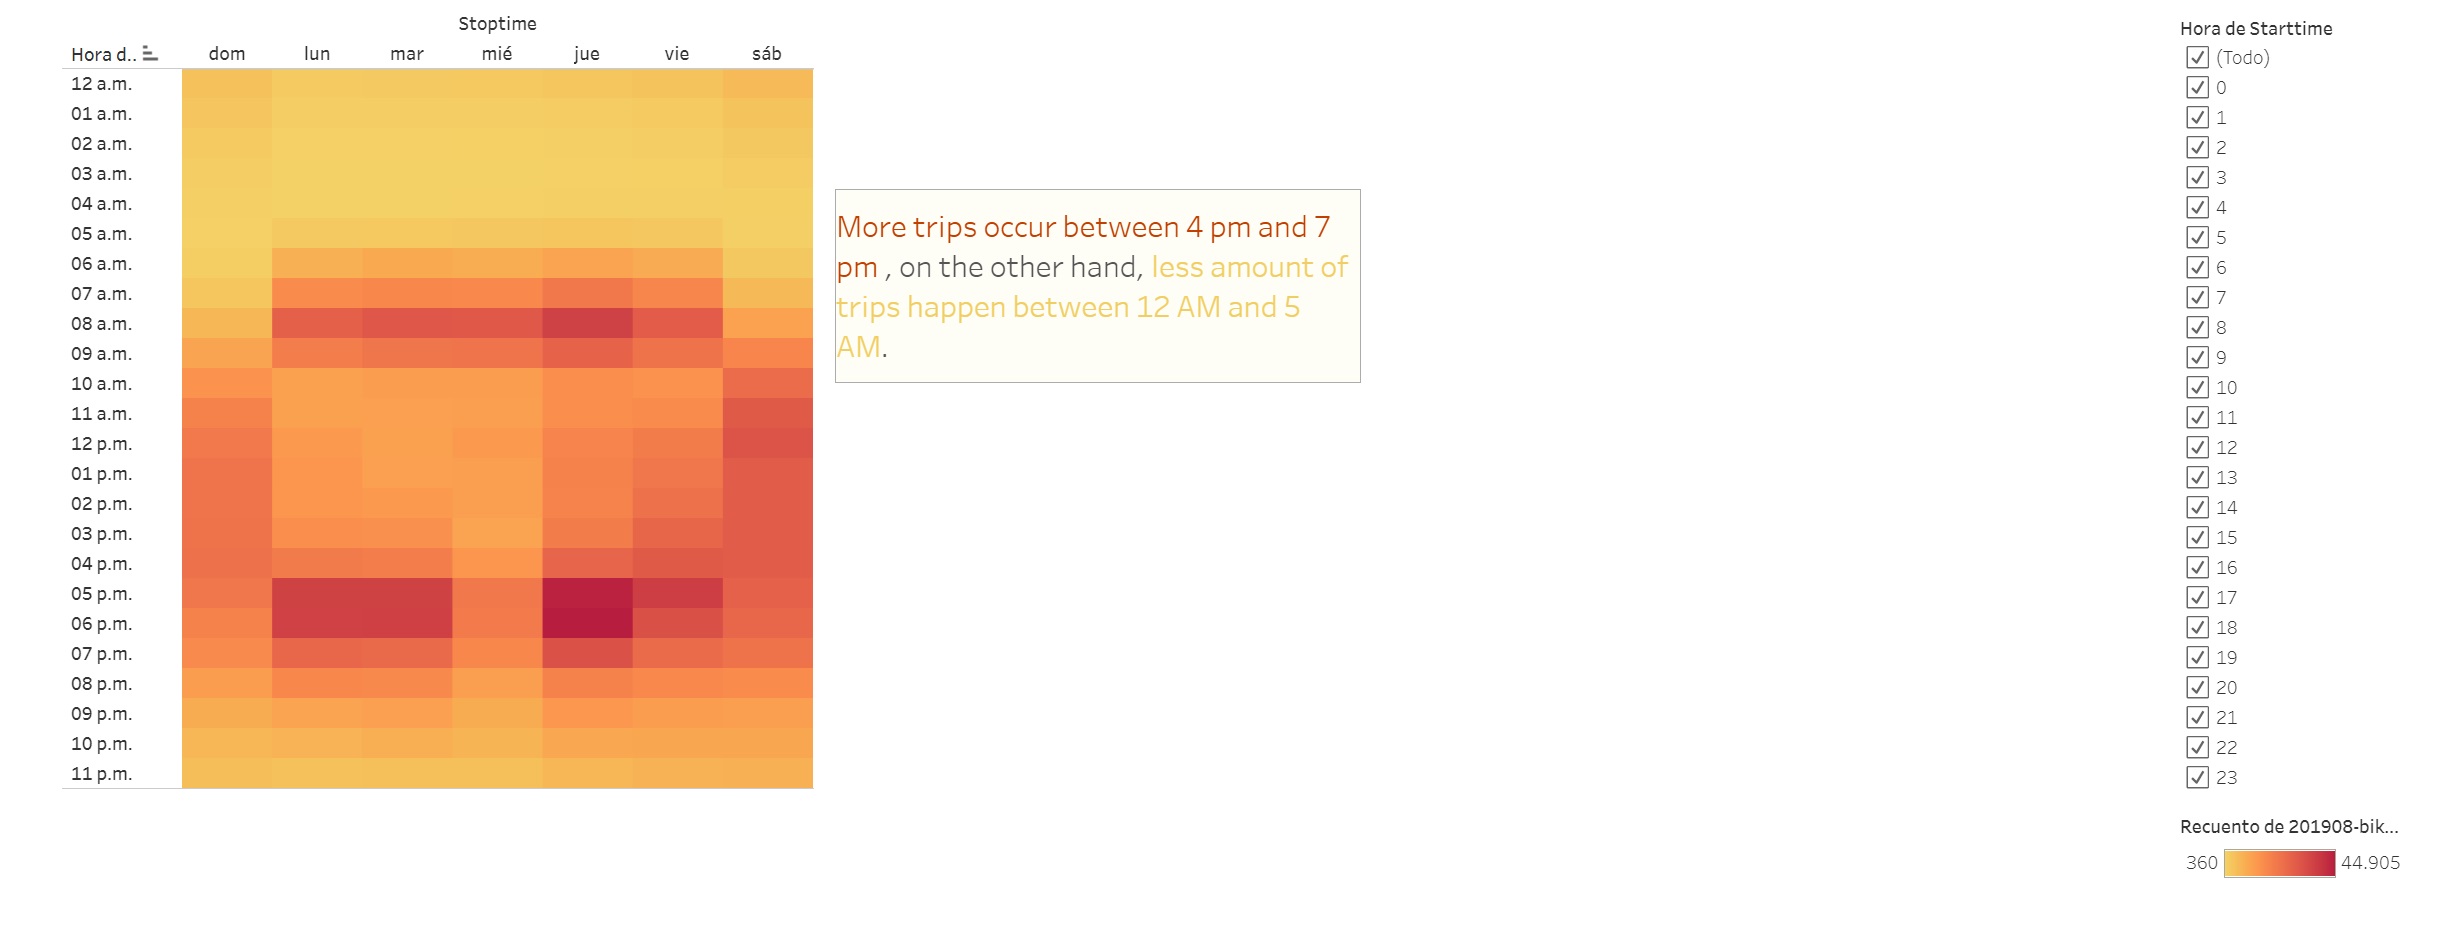 Stoptime
Hora d.. dom lun mar mié jue vie sáb
12 a.m.
01 a.m.
02 a.m.
03 a.m.
04 a.m.
05 a.m.
06 a.m.
07 a.m.
08 a.m.
09 a.m.
10 a.m.
11 a.m.
12 p.m.
01 p.m.
02 p.m.
03 p.m.
04 p.m.
05 p.m.
06 p.m.
07 p.m.
08 p.m.
09 p.m.
10 p.m.
11 p.m.
More trips occur between 4 pm and 7
pm , on the other hand, less amount of
trips happen between 12 AM and 5
AM.
Hora de Starttime
(Todo)
0
1
2
3
4
5
6
7
8
9
10
11
12
13
14
15
16
17
18
19
20
21
22
23
Recuento de 201908-bik...
360 44.905